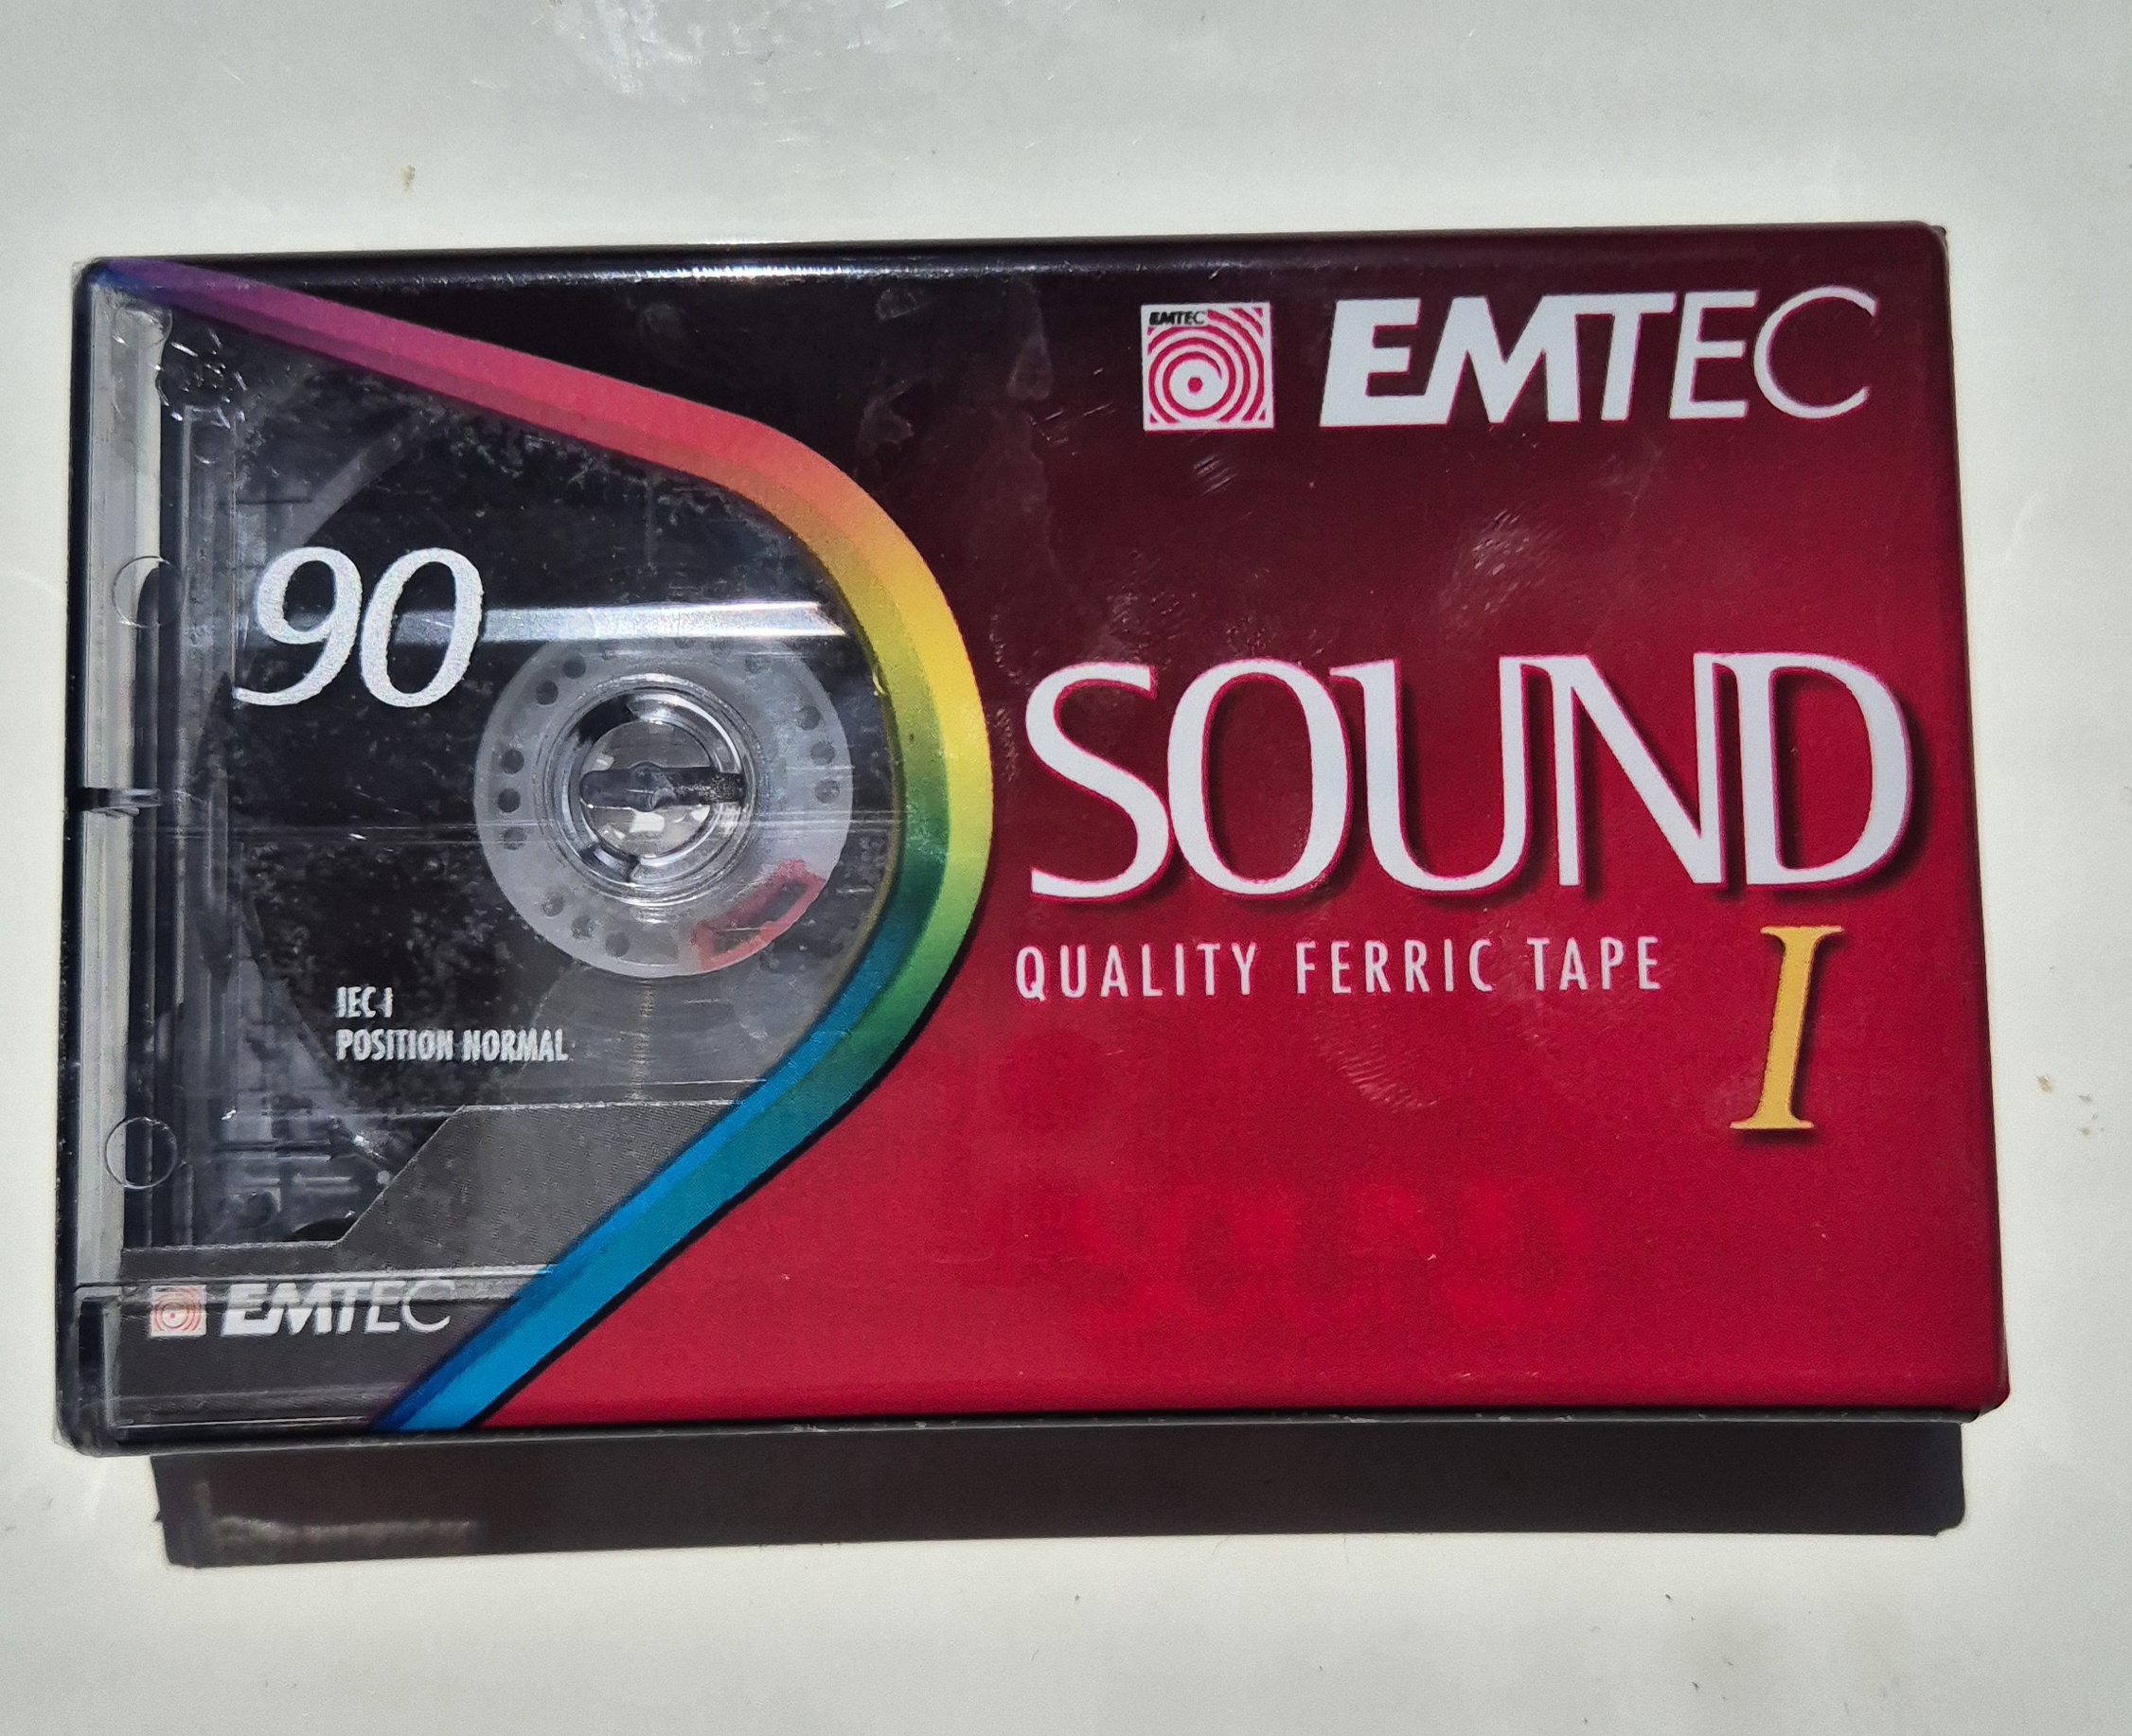 EMTEC
EMTEC
90
SOUND
QUALITY FERRIC TAPE
I
IEC I
POSITION NORMAL
EMTEC